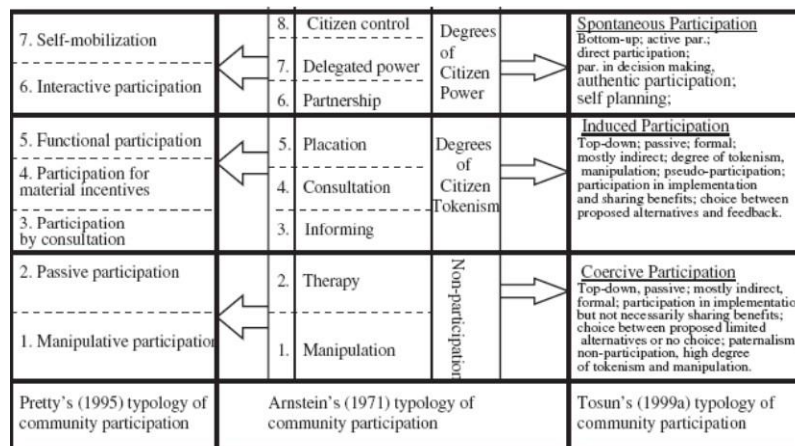 7. Self-mobilization
6. Interactive participation
8. Citizen control
7. Delegated power
6. Partnership
Degrees
of
Citizen
Power
Spontaneous Participation
Bottom-up; active par.;
direct participation;
par. in decision making,
authentic participation;
self planning;
5. Functional participation
4. Participation for
material incentives
3. Participation
by consultation
5. Placation
4. Consultation
3. Informing
Degrees
of
Citizen
Tokenism
Induced Participation
Top-down; passive; formal;
mostly indirect; degree of tokenism,
manipulation; pseudo-participation;
participation in implementation
and sharing benefits; choice between
proposed alternatives and feedback.
2. Passive participation
1. Manipulative participation
2. Therapy
1. Manipulation
Non-participation
Coercive Participation
Top-down, passive; mostly indirect,
formal; participation in implementatio
but not necessarily sharing benefits;
choice between proposed limited
alternatives or no choice; paternalism
non-participation, high degree
of tokenism and manipulation.
Pretty's (1995) typology of
community participation
Arnstein's (1971) typology of
community participation
Tosun's (1999a) typology of
community participation